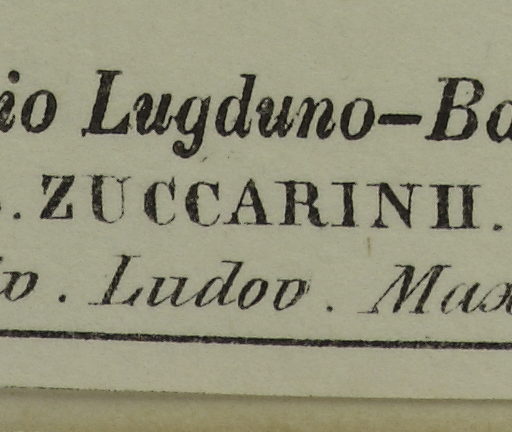 io Lugduno-Ba
. ZUCCARINII.
v. Ludov. Max